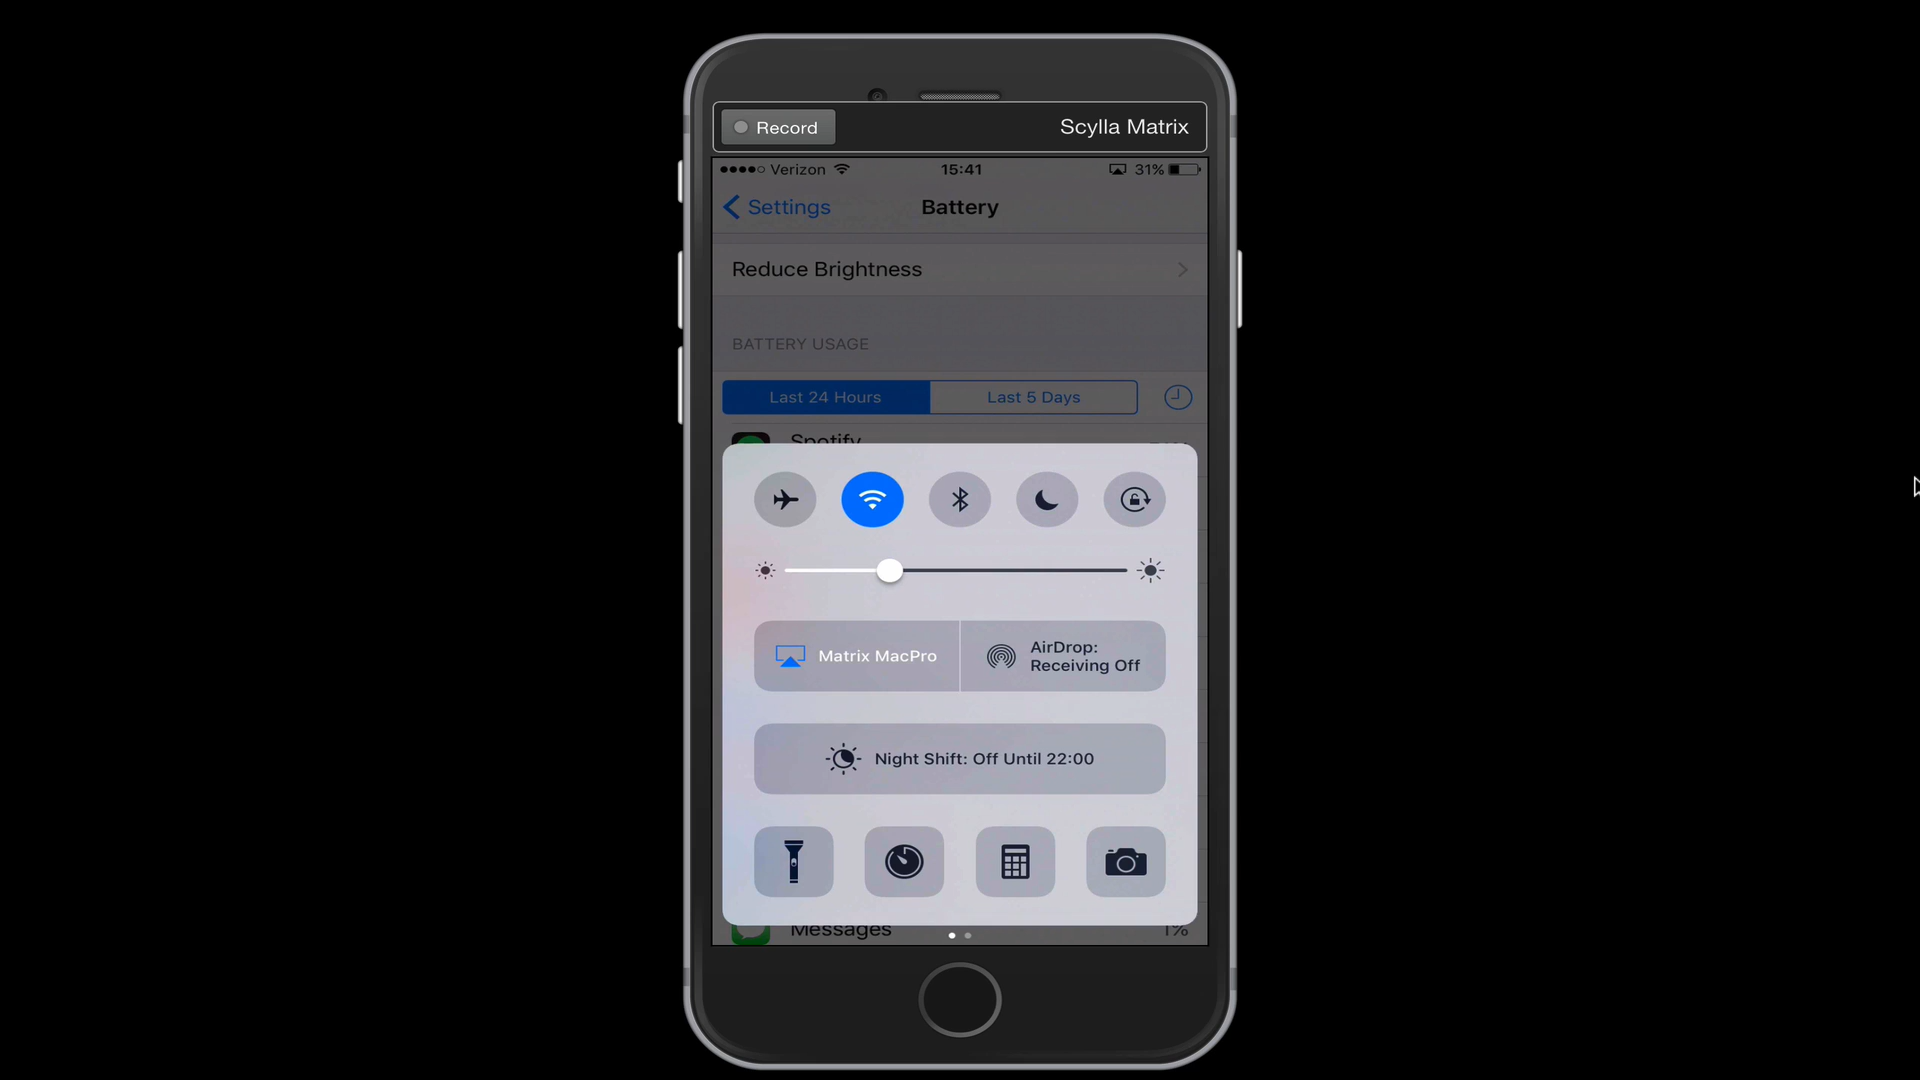 Record
Scylla Matrix
Verizon
15:41
31%
Settings
Battery
Reduce Brightness
BATTERY USAGE
Last 24 Hours
Last 5 Days
Spotify
Matrix MacPro
AirDrop:
Receiving Off
Night Shift: Off Until 22:00
Messages
1%